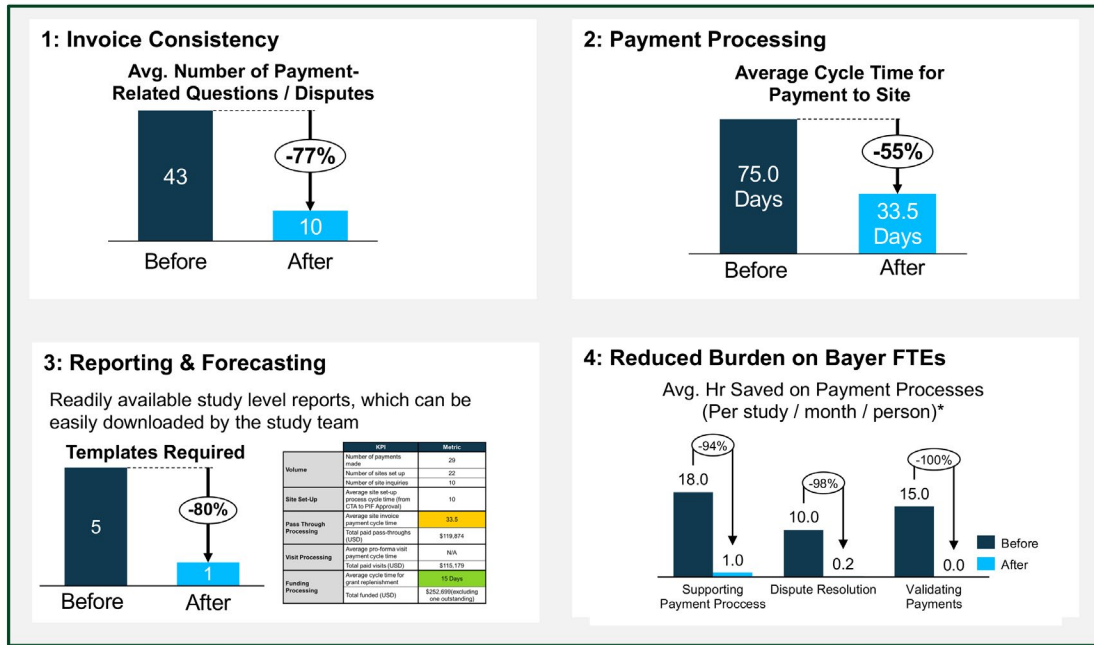 1: Invoice Consistency
Avg. Number of Payment-
Related Questions / Disputes
-77%
43
10
Before
After
2: Payment Processing
Average Cycle Time for
Payment to Site
-55%
75.0
Days
33.5
Days
Before
After
3: Reporting & Forecasting
Readily available study level reports, which can be
easily downloaded by the study team
Templates Required
-80%
5
1
Before
After
KPI
Metric
Volume
Number of payments
made
29
Number of sites set up
22
Number of site inquiries
10
Site Set-Up
Average site set-up
process cycle time (from
CTA to PIF Approval)
10
Pass Through
Processing
Average site invoice
payment cycle time
33.5
Total paid pass-throughs
(USD)
$119,874
Visit Processing
Average pro-forma visit
payment cycle time
N/A
Total paid visits (USD)
$115,179
Funding
Processing
Average cycle time for
grant replenishment
15 Days
Total funded (USD)
$252,699(excluding
one outstanding)
4: Reduced Burden on Bayer FTEs
Avg. Hr Saved on Payment Processes
(Per study / month / person)*
-94%
18.0
1.0
-98%
10.0
0.2
-100%
15.0
0.0
Before
After
Supporting
Payment Proccess
Dispute Resolution
Validating
Payments